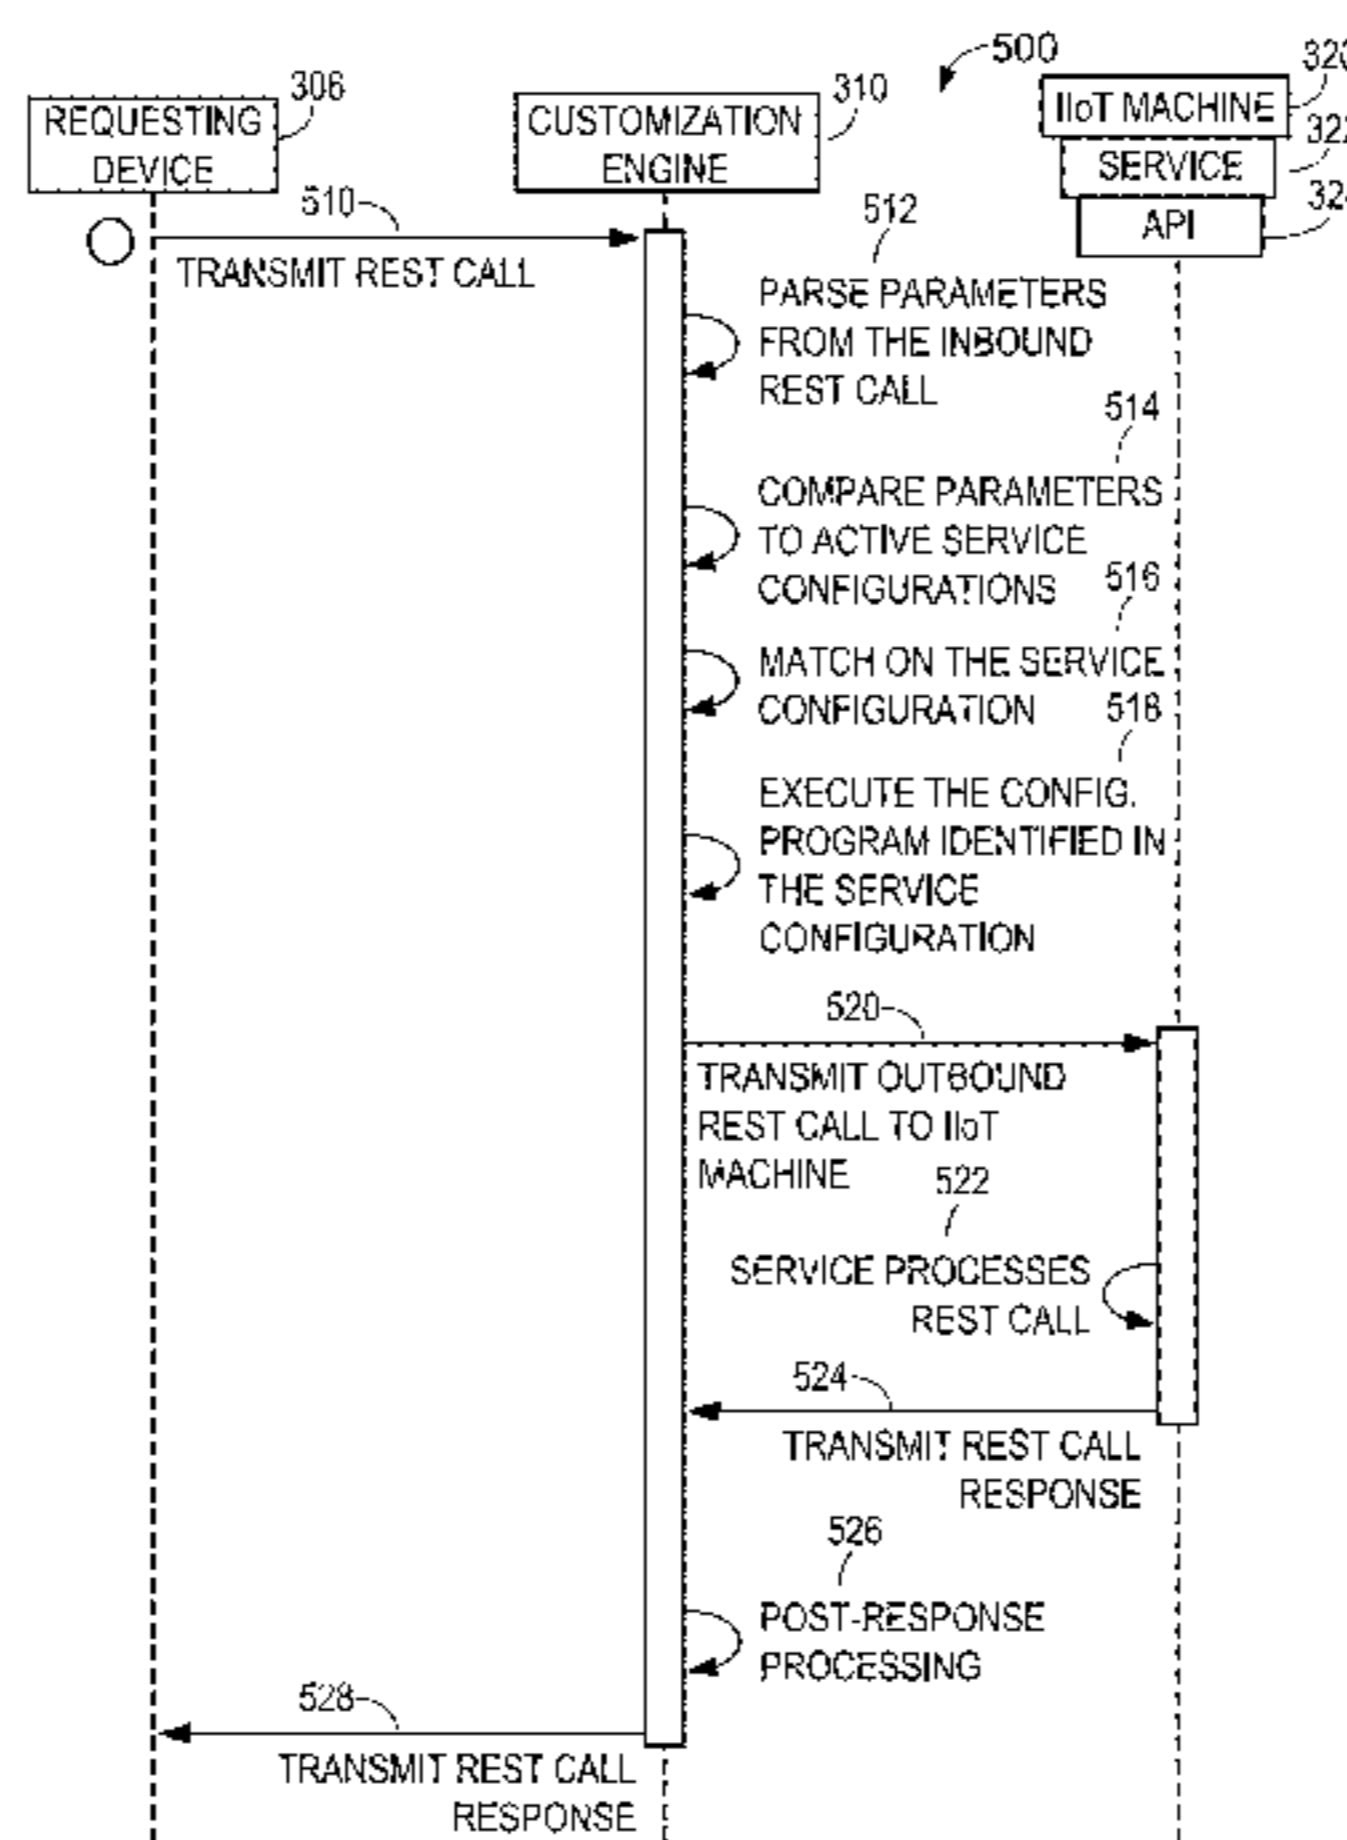 500
REQUESTING
DEVICE
306
CUSTOMIZATION
ENGINE
310
IIoT MACHINE
SERVICE
API
510
TRANSMIT REST CALL
512
PARSE PARAMETERS
FROM THE INBOUND
REST CALL
514
COMPARE PARAMETERS
TO ACTIVE SERVICE
CONFIGURATIONS
516
MATCH ON THE SERVICE
CONFIGURATION
518
EXECUTE THE CONFIG.
PROGRAM IDENTIFIED IN
THE SERVICE
CONFIGURATION
520
TRANSMIT OUTBOUND
REST CALL TO IIoT
MACHINE
522
SERVICE PROCESSES
REST CALL
524
TRANSMIT REST CALL
RESPONSE
526
POST-RESPONSE
PROCESSING
528
TRANSMIT REST CALL
RESPONSE